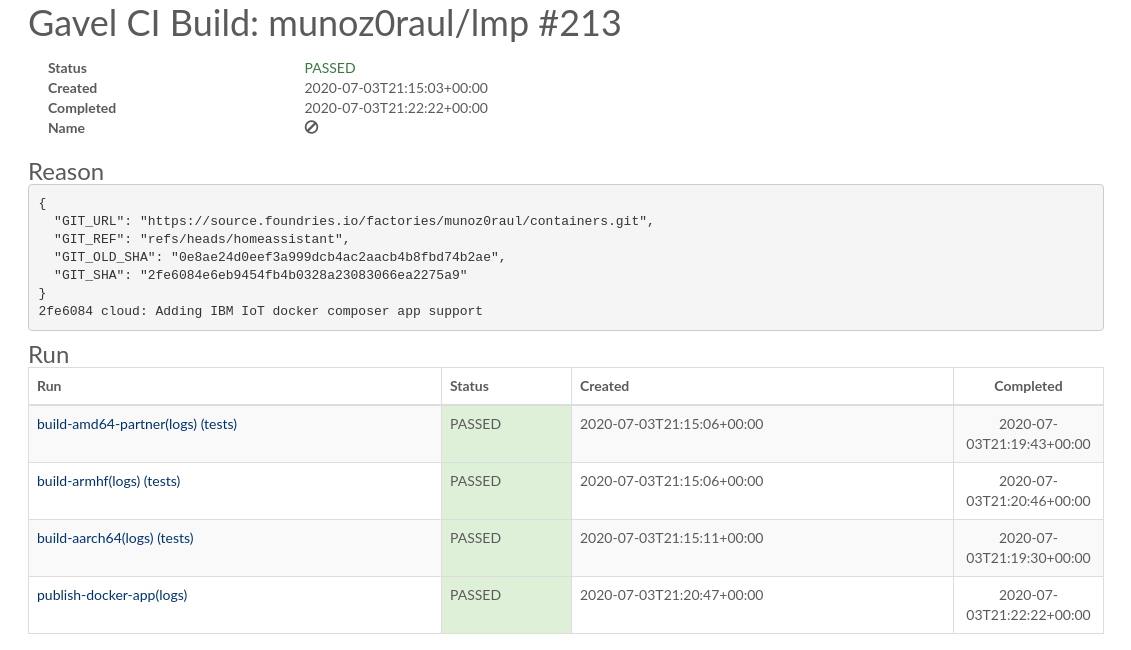 Gavel CI Build: munoz0raul/lmp #213
Status PASSED
Created 2020-07-03T21:15:03+00:00
Completed 2020-07-03T21:22:22+00:00
Name
Reason
{
  "GIT_URL": "https://source.foundries.io/factories/munoz0raul/containers.git",
  "GIT_REF": "refs/heads/homeassistant",
  "GIT_OLD_SHA": "0e8ae24d0eef3a999dcb4ac2aacb4b8fbd74b2ae",
  "GIT_SHA": "2fe6084e6eb9454fb4b0328a23083066ea2275a9"
}
2fe6084 cloud: Adding IBM IoT docker composer app support
Run
Run Status Created Completed
build-amd64-partner(logs) (tests) PASSED 2020-07-03T21:15:06+00:00 2020-07-
03T21:19:43+00:00
build-armhf(logs) (tests) PASSED 2020-07-03T21:15:06+00:00 2020-07-
03T21:20:46+00:00
build-aarch64(logs) (tests) PASSED 2020-07-03T21:15:11+00:00 2020-07-
03T21:19:30+00:00
publish-docker-app(logs) PASSED 2020-07-03T21:20:47+00:00 2020-07-
03T21:22:22+00:00